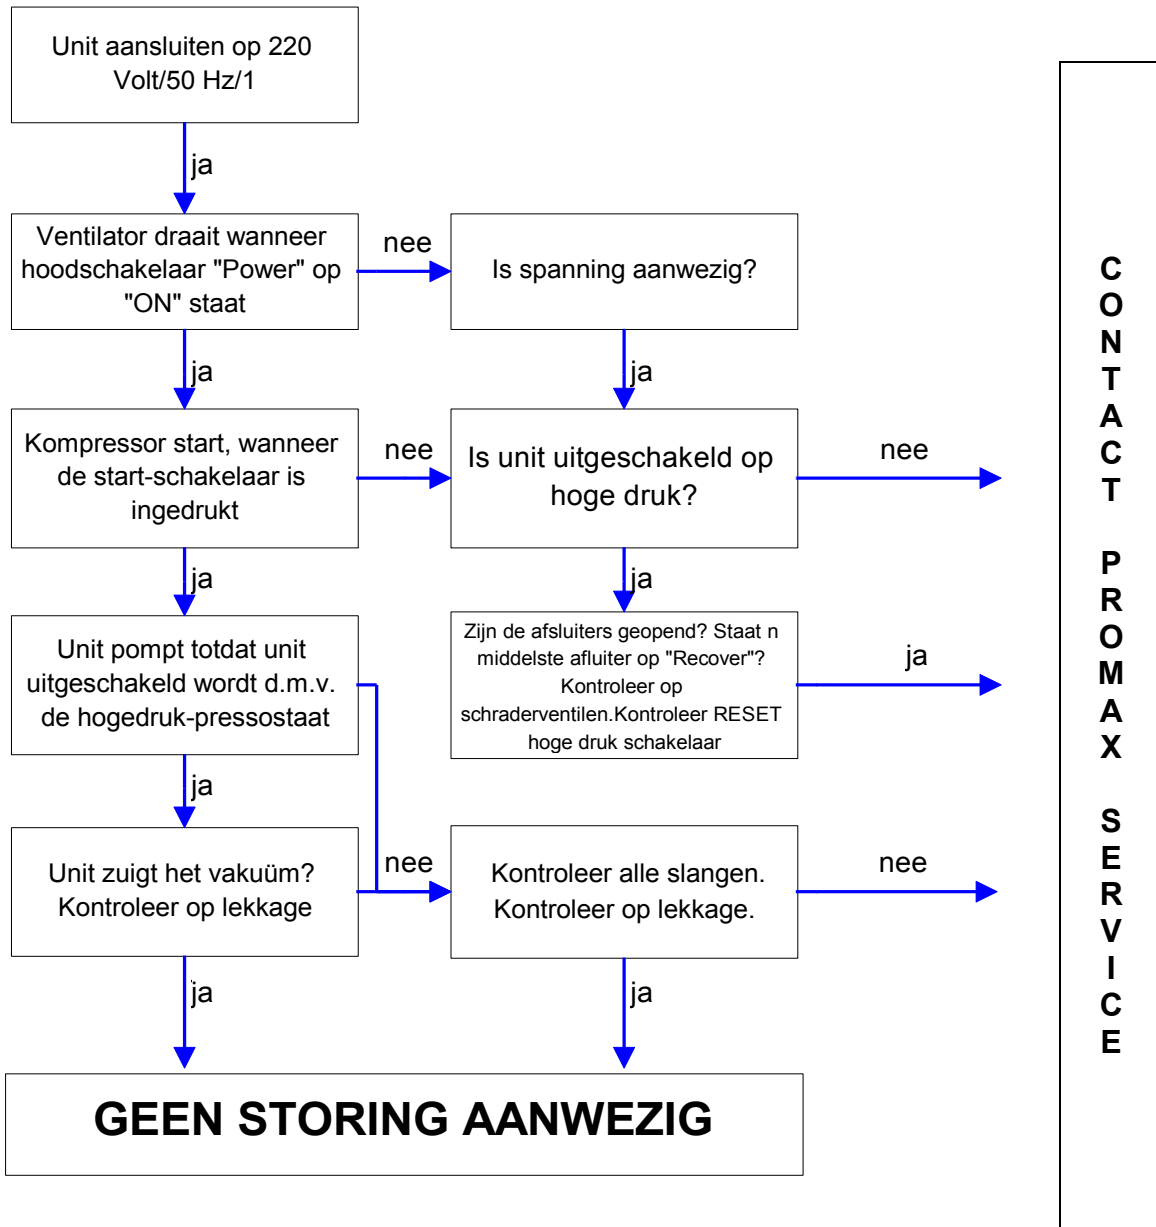 Unit aansluiten op 220
Volt/50 Hz/1
ja
Ventilator draait wanneer
hoodschakelaar "Power" op
"ON" staat
nee
Is spanning aanwezig?
ja
ja
Kompressor start, wanneer
de start-schakelaar is
ingedrukt
nee
Is unit uitgeschakeld op
hoge druk?
nee
ja
ja
Unit pompt totdat unit
uitgeschakeld wordt d.m.v.
de hogedruk-pressostaat
Zijn de afsluiters geopend? Staat n
middelste afluiter op "Recover"?
Kontroleer op
schraderventilen.Kontroleer RESET
hoge druk schakelaar
ja
ja
Unit zuigt het vakuüm?
Kontroleer op lekkage
nee
Kontroleer alle slangen.
Kontroleer op lekkage.
nee
ja
ja
GEEN STORING AANWEZIG
CONTACT PROMAX SERVICE